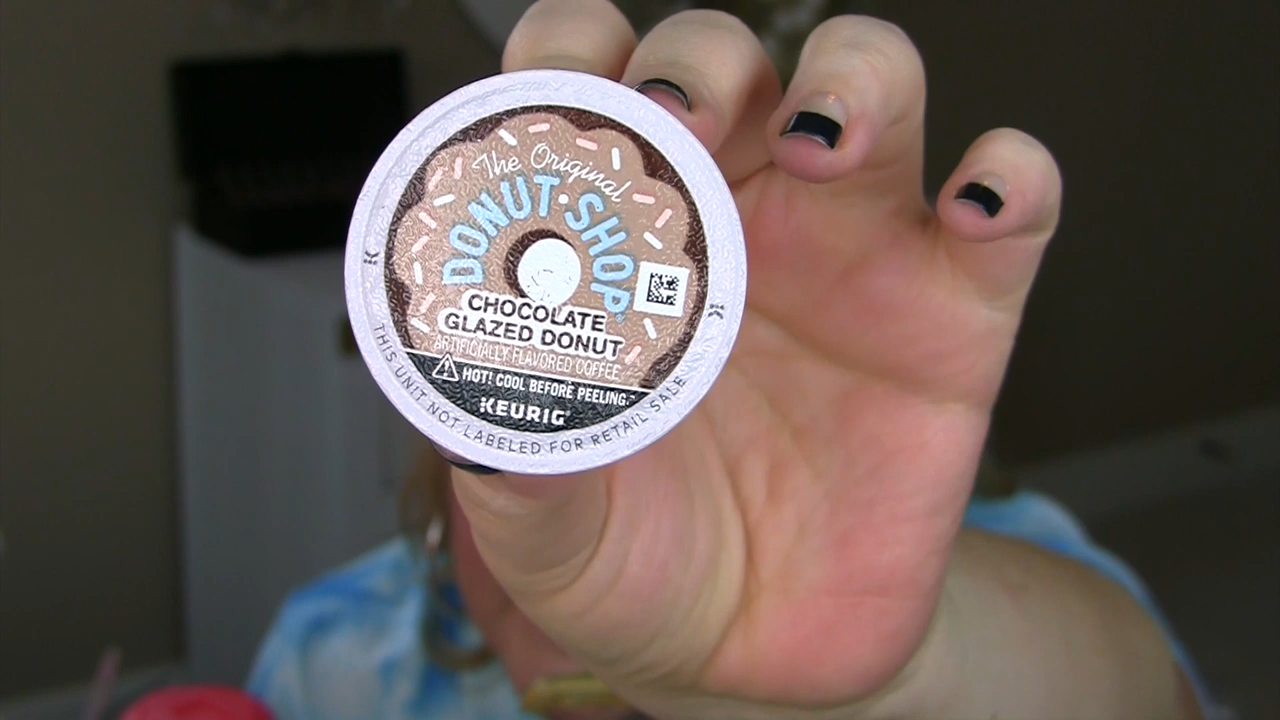 The Original
DONUT·SHOP™
CHOCOLATE
GLAZED DONUT
ARTIFICIALLY FLAVORED COFFEE
HOT! COOL BEFORE PEELING.
KEURIG
THIS UNIT NOT LABELED FOR RETAIL SALE